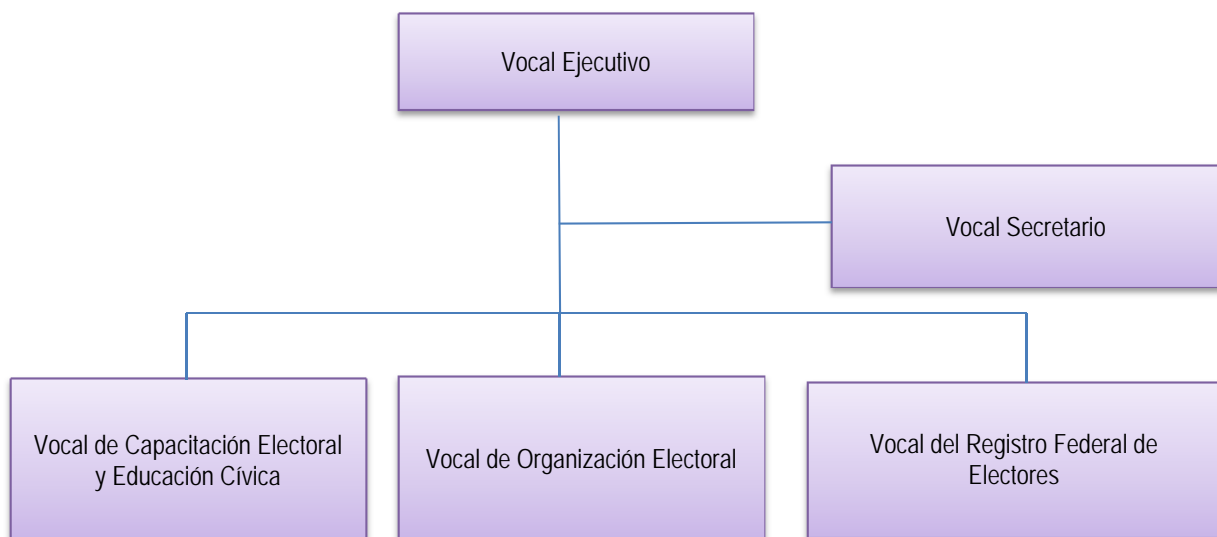 Vocal Ejecutivo
Vocal Secretario
Vocal de Capacitación Electoral
y Educación Cívica
Vocal de Organización Electoral
Vocal del Registro Federal de
Electores